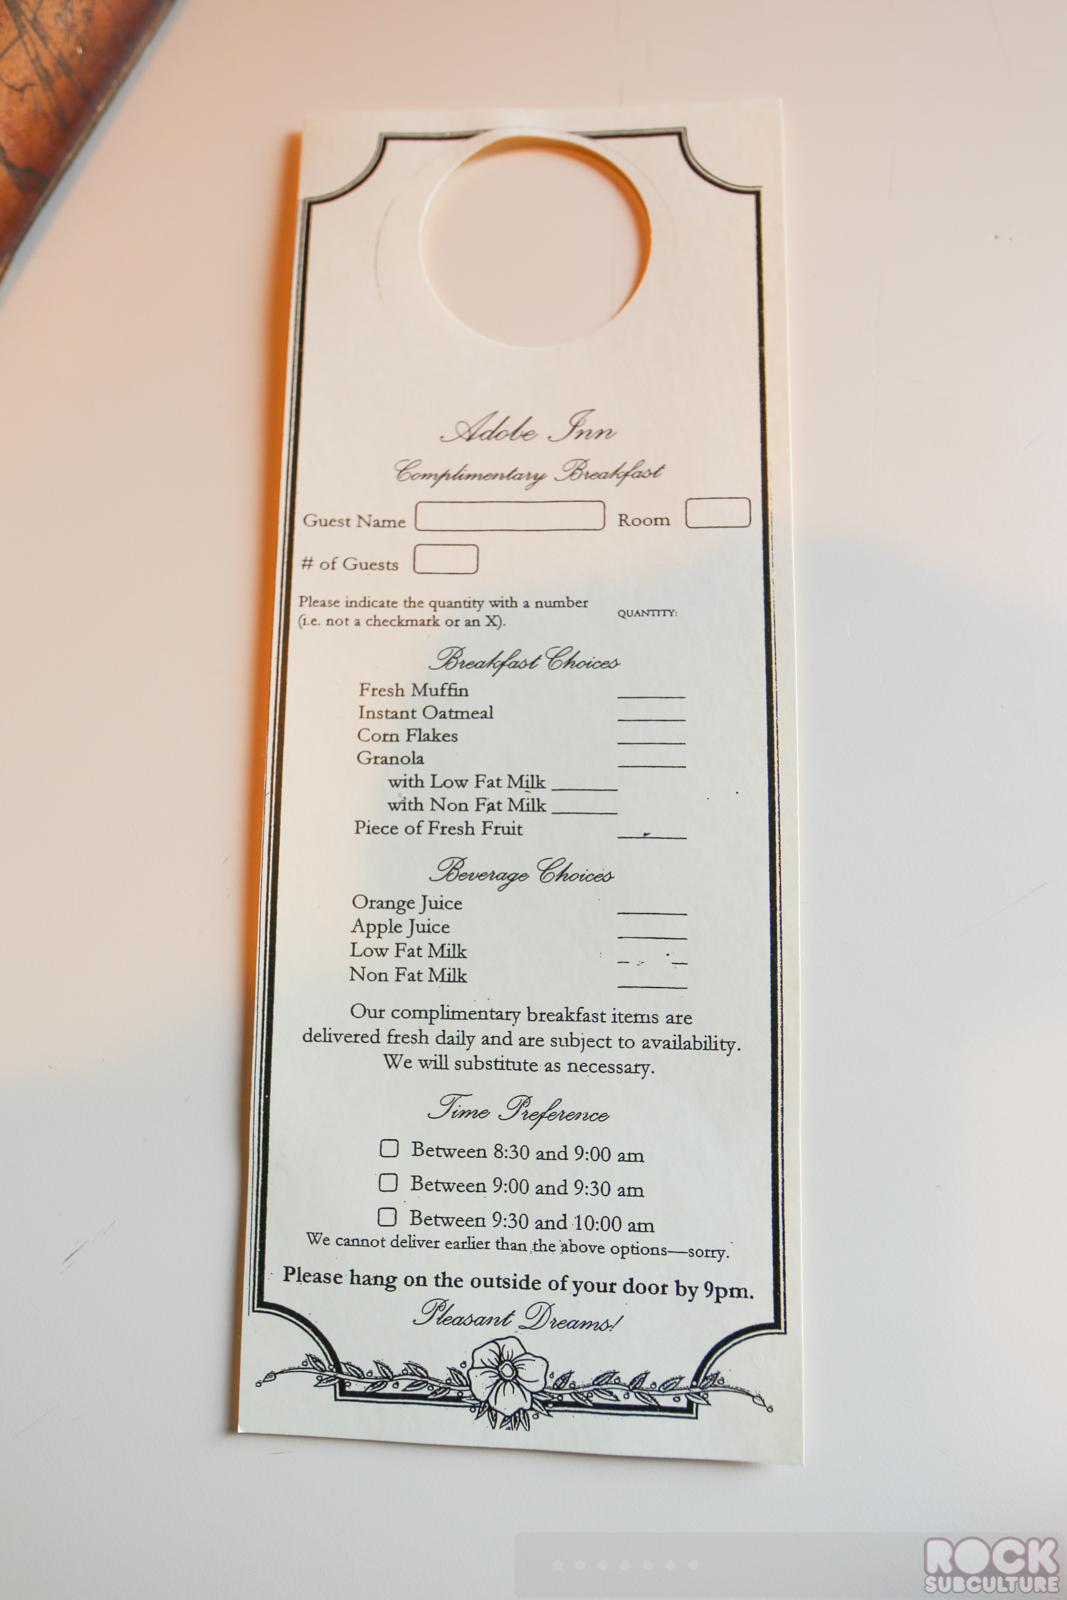 Adobe Inn
Complimentary Breakfast
Guest Name Room
# of Guests
Please indicate the quantity with a number
(i.e. not a checkmark or an X).
QUANTITY:
Breakfast Choices
Fresh Muffin
Instant Oatmeal
Corn Flakes
Granola
with Low Fat Milk
with Non Fat Milk
Piece of Fresh Fruit
Beverage Choices
Orange Juice
Apple Juice
Low Fat Milk
Non Fat Milk
Our complimentary breakfast items are
delivered fresh daily and are subject to availability.
We will substitute as necessary.
Time Preference
Between 8:30 and 9:00 am
Between 9:00 and 9:30 am
Between 9:30 and 10:00 am
We cannot deliver earlier than the above options—sorry.
Please hang on the outside of your door by 9pm.
Pleasant Dreams!
ROCK
SUBCULTURE